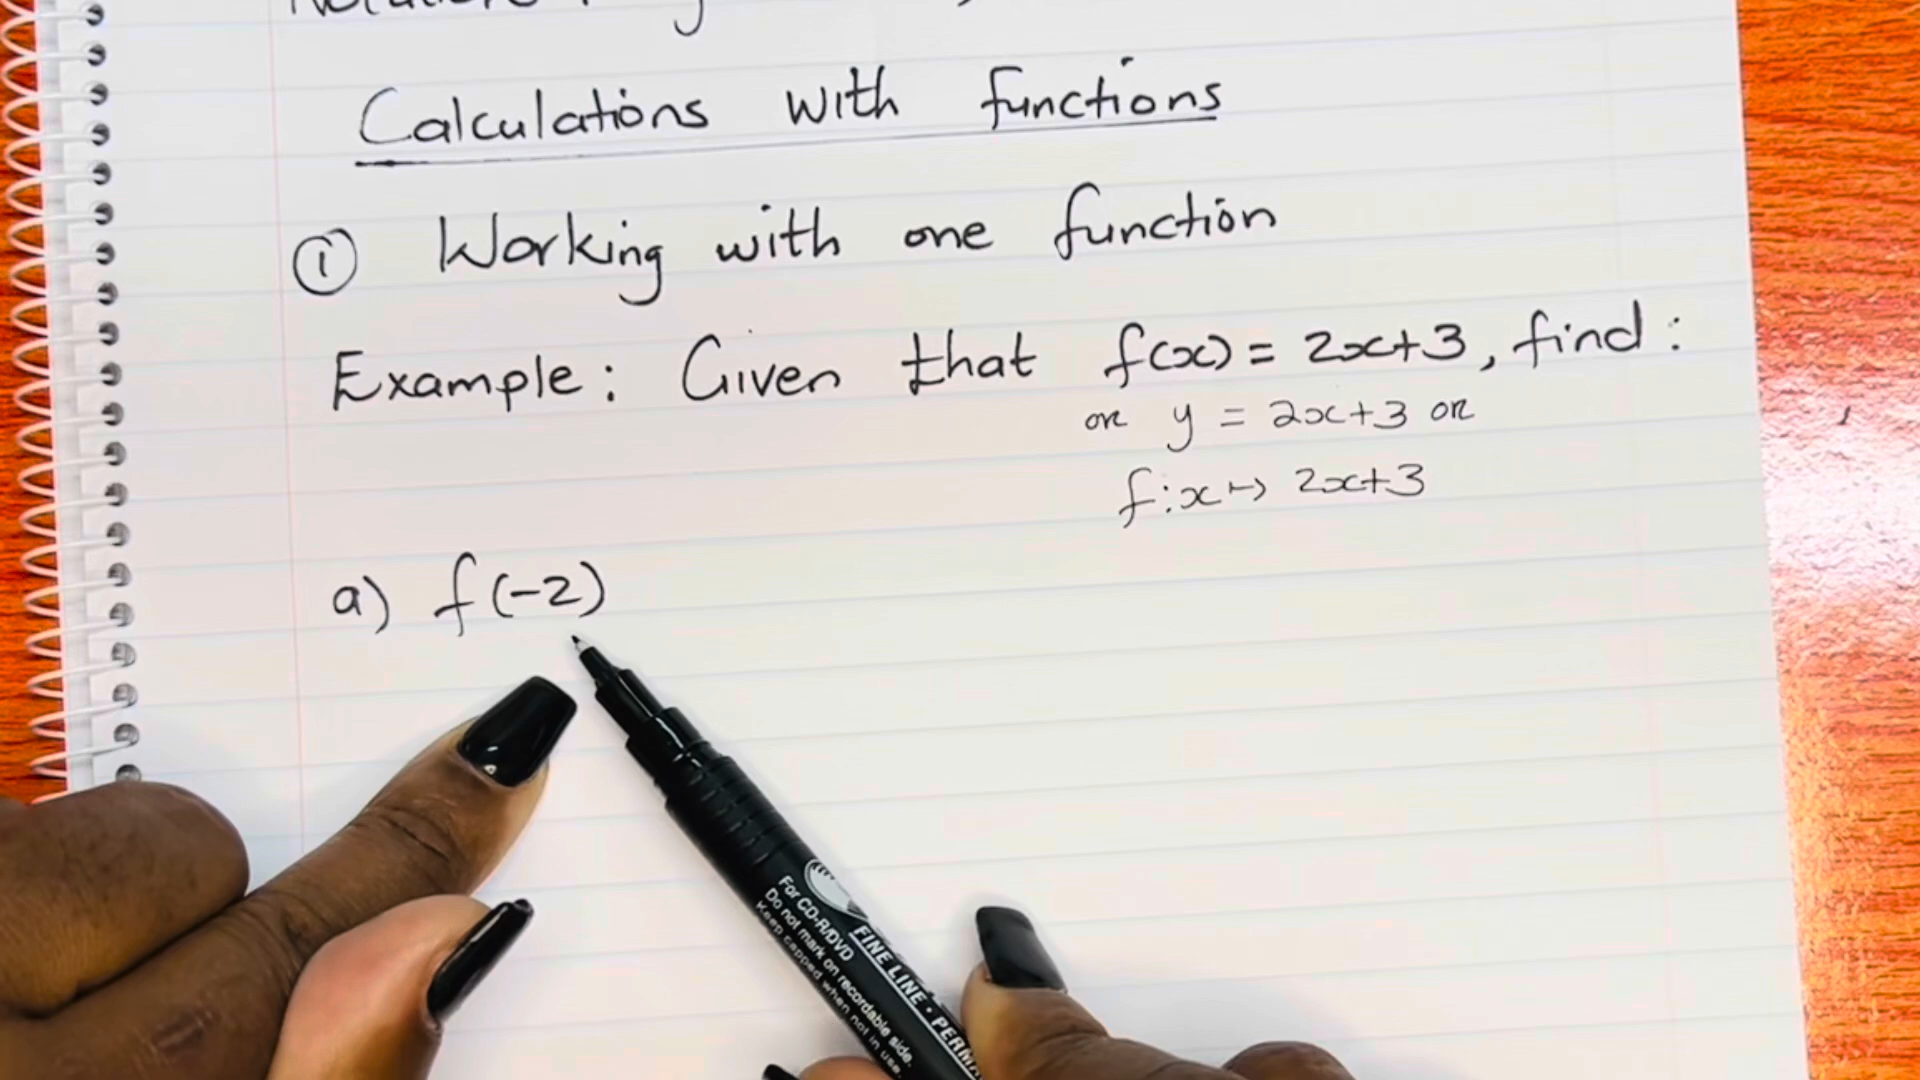 Calculations with functions
① Working with one function
Example: Given that f(x) = 2x+3, find:
or y = 2x+3 or
f:x↦ 2x+3
a) f(-2)
For CD-R/DVD
Do not mark on recordable side.
Keep capped when not in use.
FINE LINE · PERMA